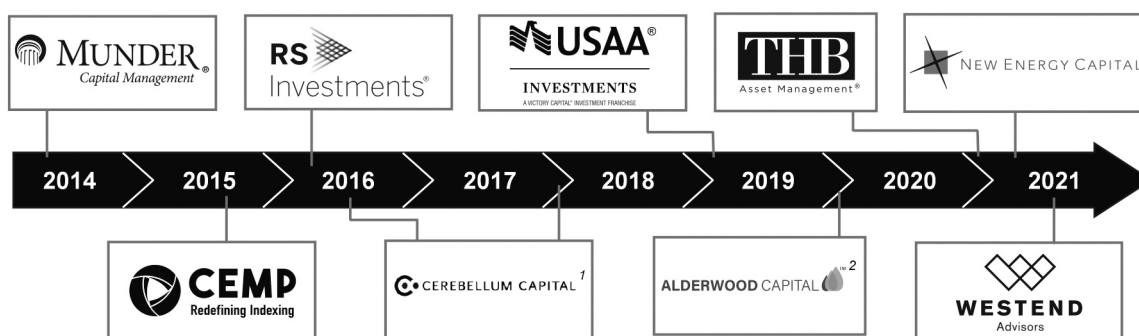 MUNDER
Capital Management®
RS
Investments®
USAA®
INVESTMENTS
A VICTORY CAPITAL® INVESTMENT FRANCHISE
THB
Asset Management®
NEW ENERGY CAPITAL
2014 2015 2016 2017 2018 2019 2020 2021
CEMP
Redefining Indexing
CEREBELLUM CAPITAL 1
ALDERWOOD CAPITAL ™ 2
WESTEND
Advisors